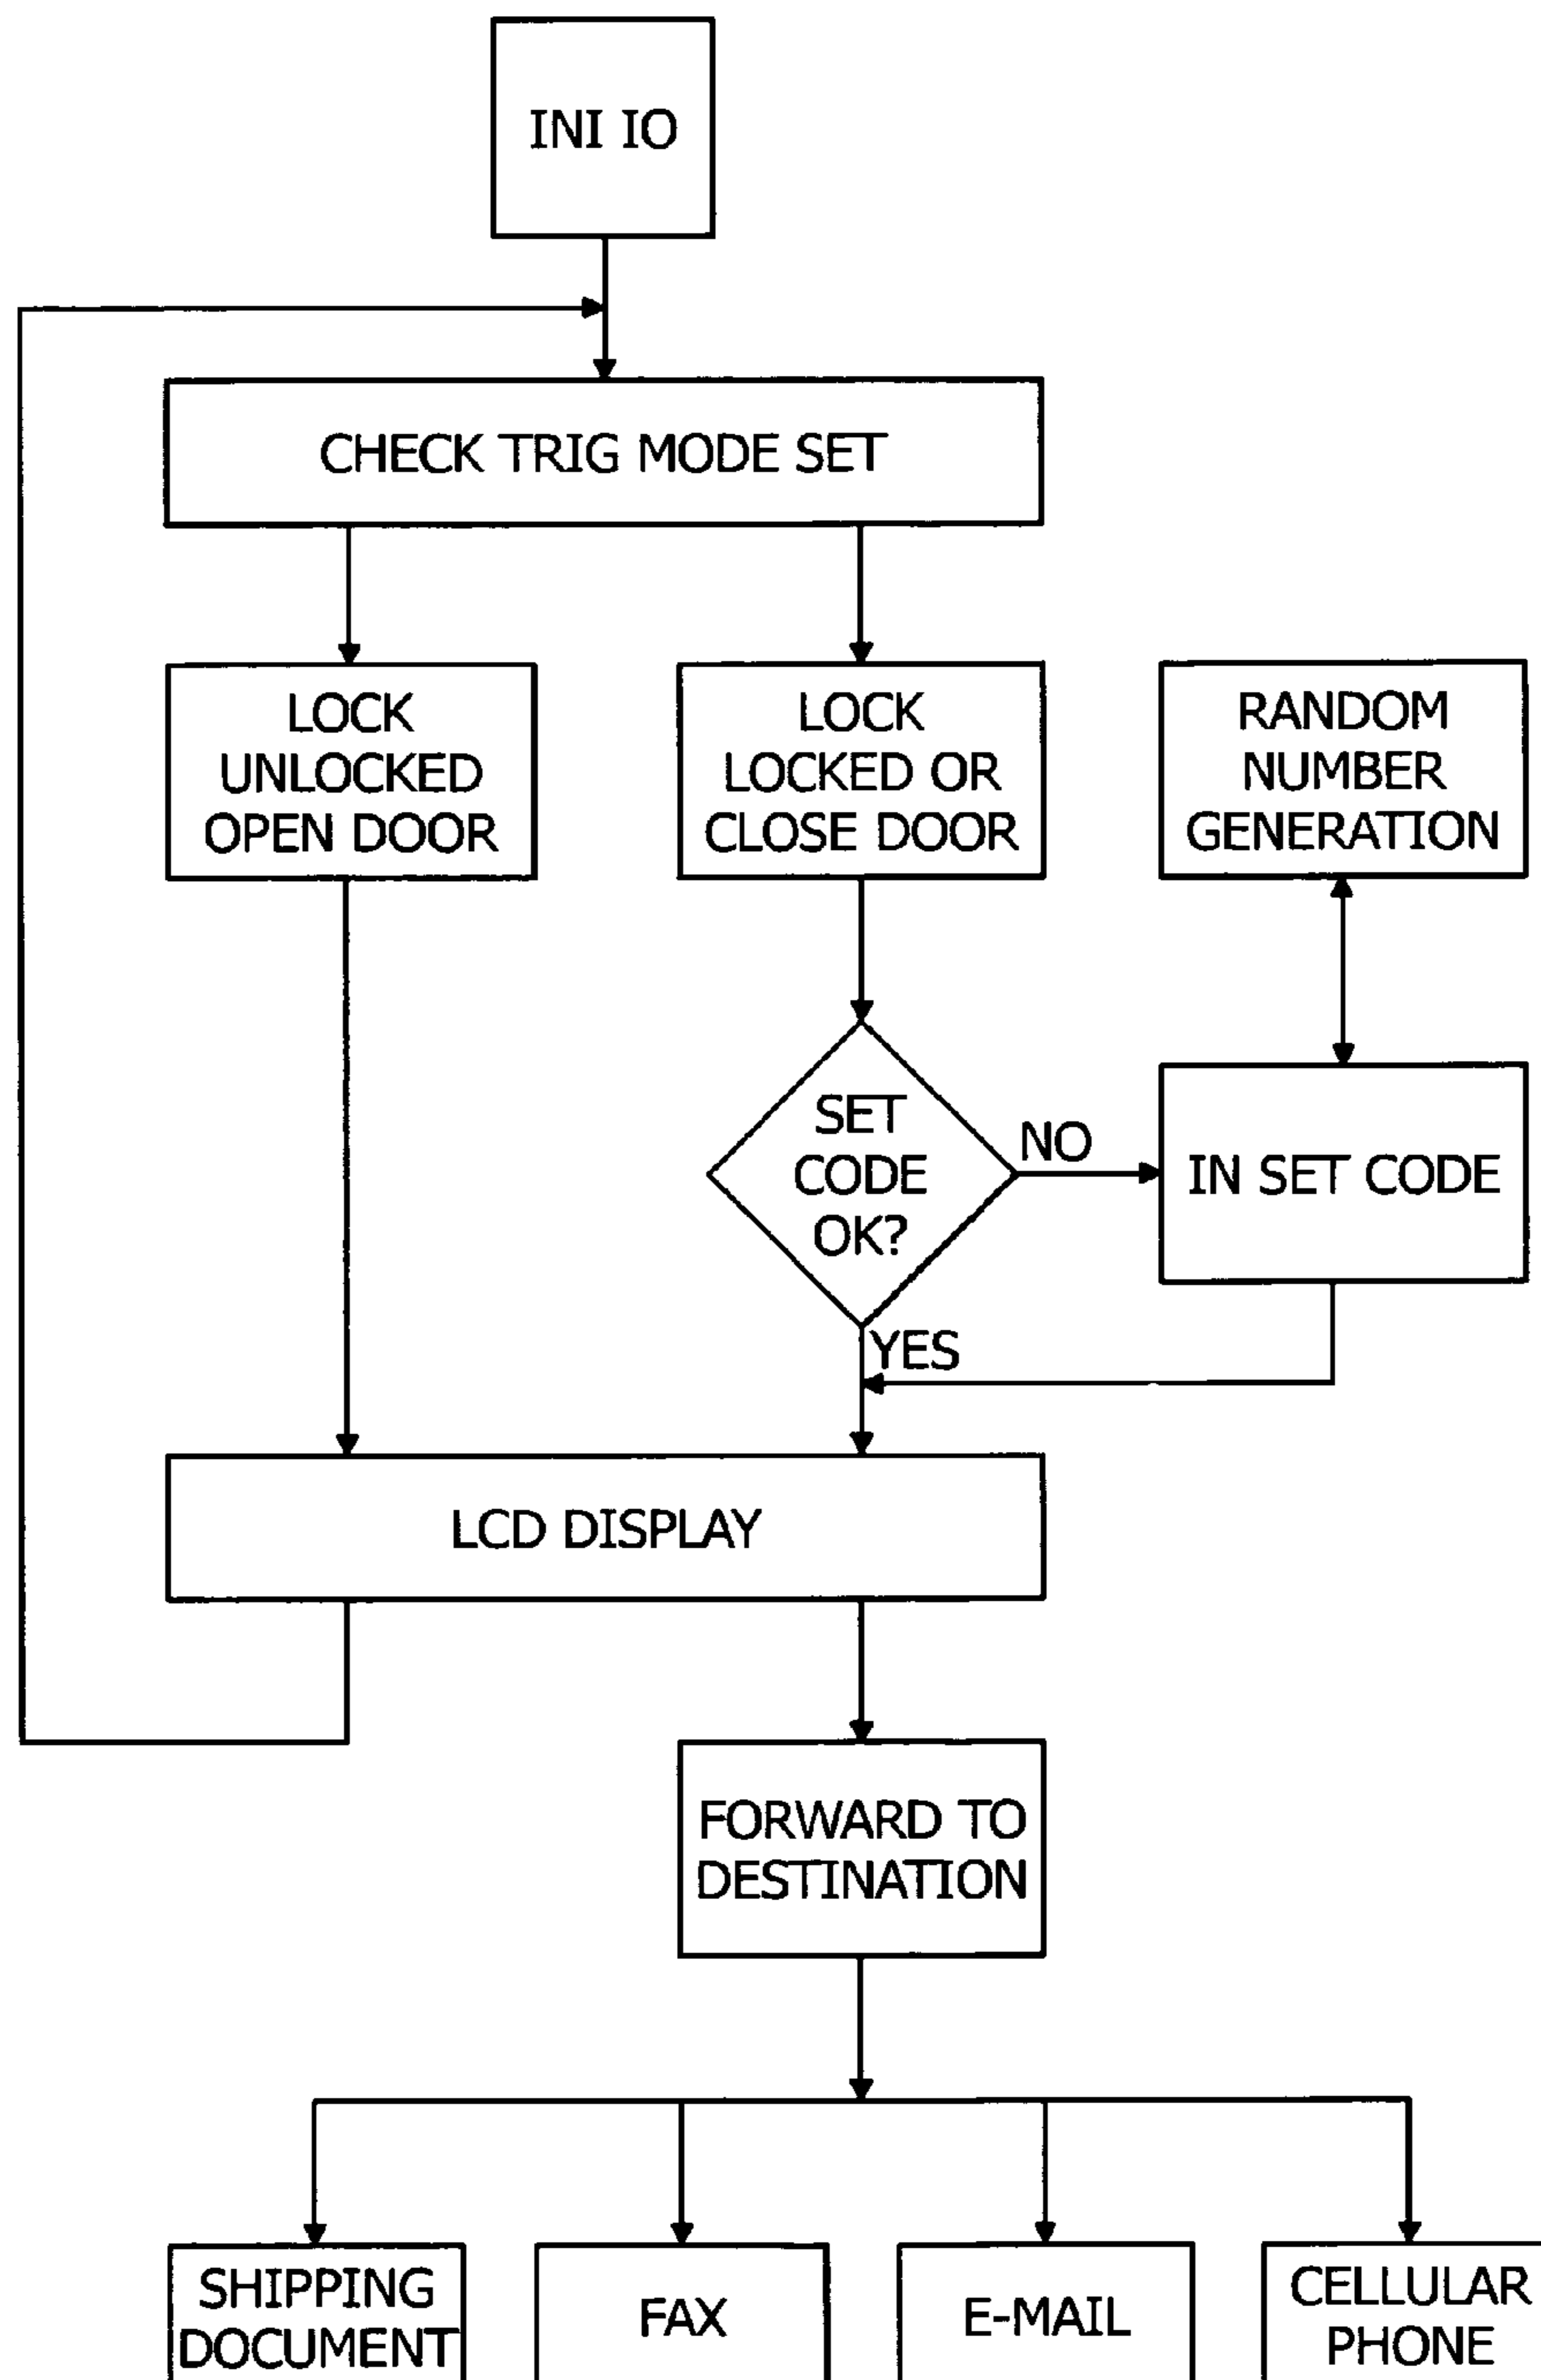 INI IO
CHECK TRIG MODE SET
LOCK
UNLOCKED
OPEN DOOR
LOCK
LOCKED OR
CLOSE DOOR
RANDOM
NUMBER
GENERATION
SET
CODE
OK?
NO
IN SET CODE
YES
LCD DISPLAY
FORWARD TO
DESTINATION
SHIPPING
DOCUMENT
FAX
E-MAIL
CELLULAR
PHONE